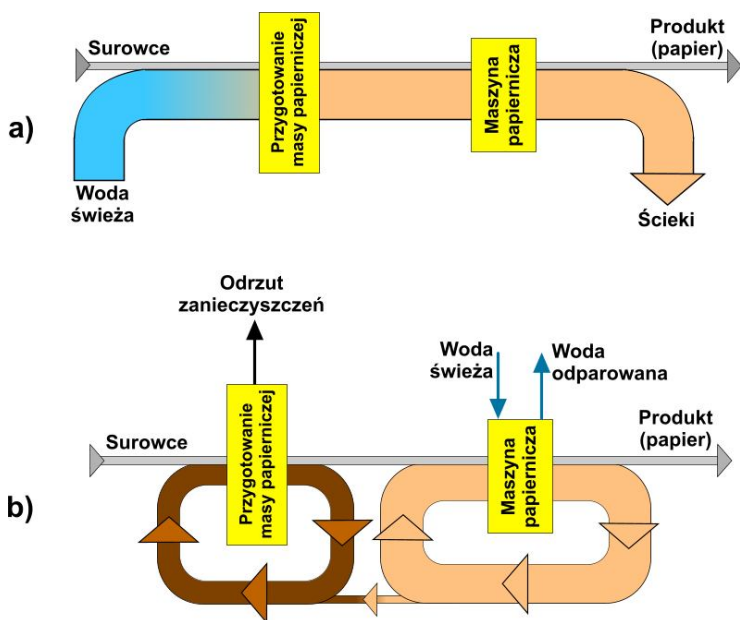 Surowce
Produkt
(papier)
Przygotowanie
masy papierniczej
Maszyna
papiernicza
a)
Woda
świeża
Ścieki
Odrzut
zanieczyszczeń
Woda
świeża
Woda
odparowana
Surowce
Przygotowanie
masy papierniczej
Maszyna
papiernicza
Produkt
(papier)
b)